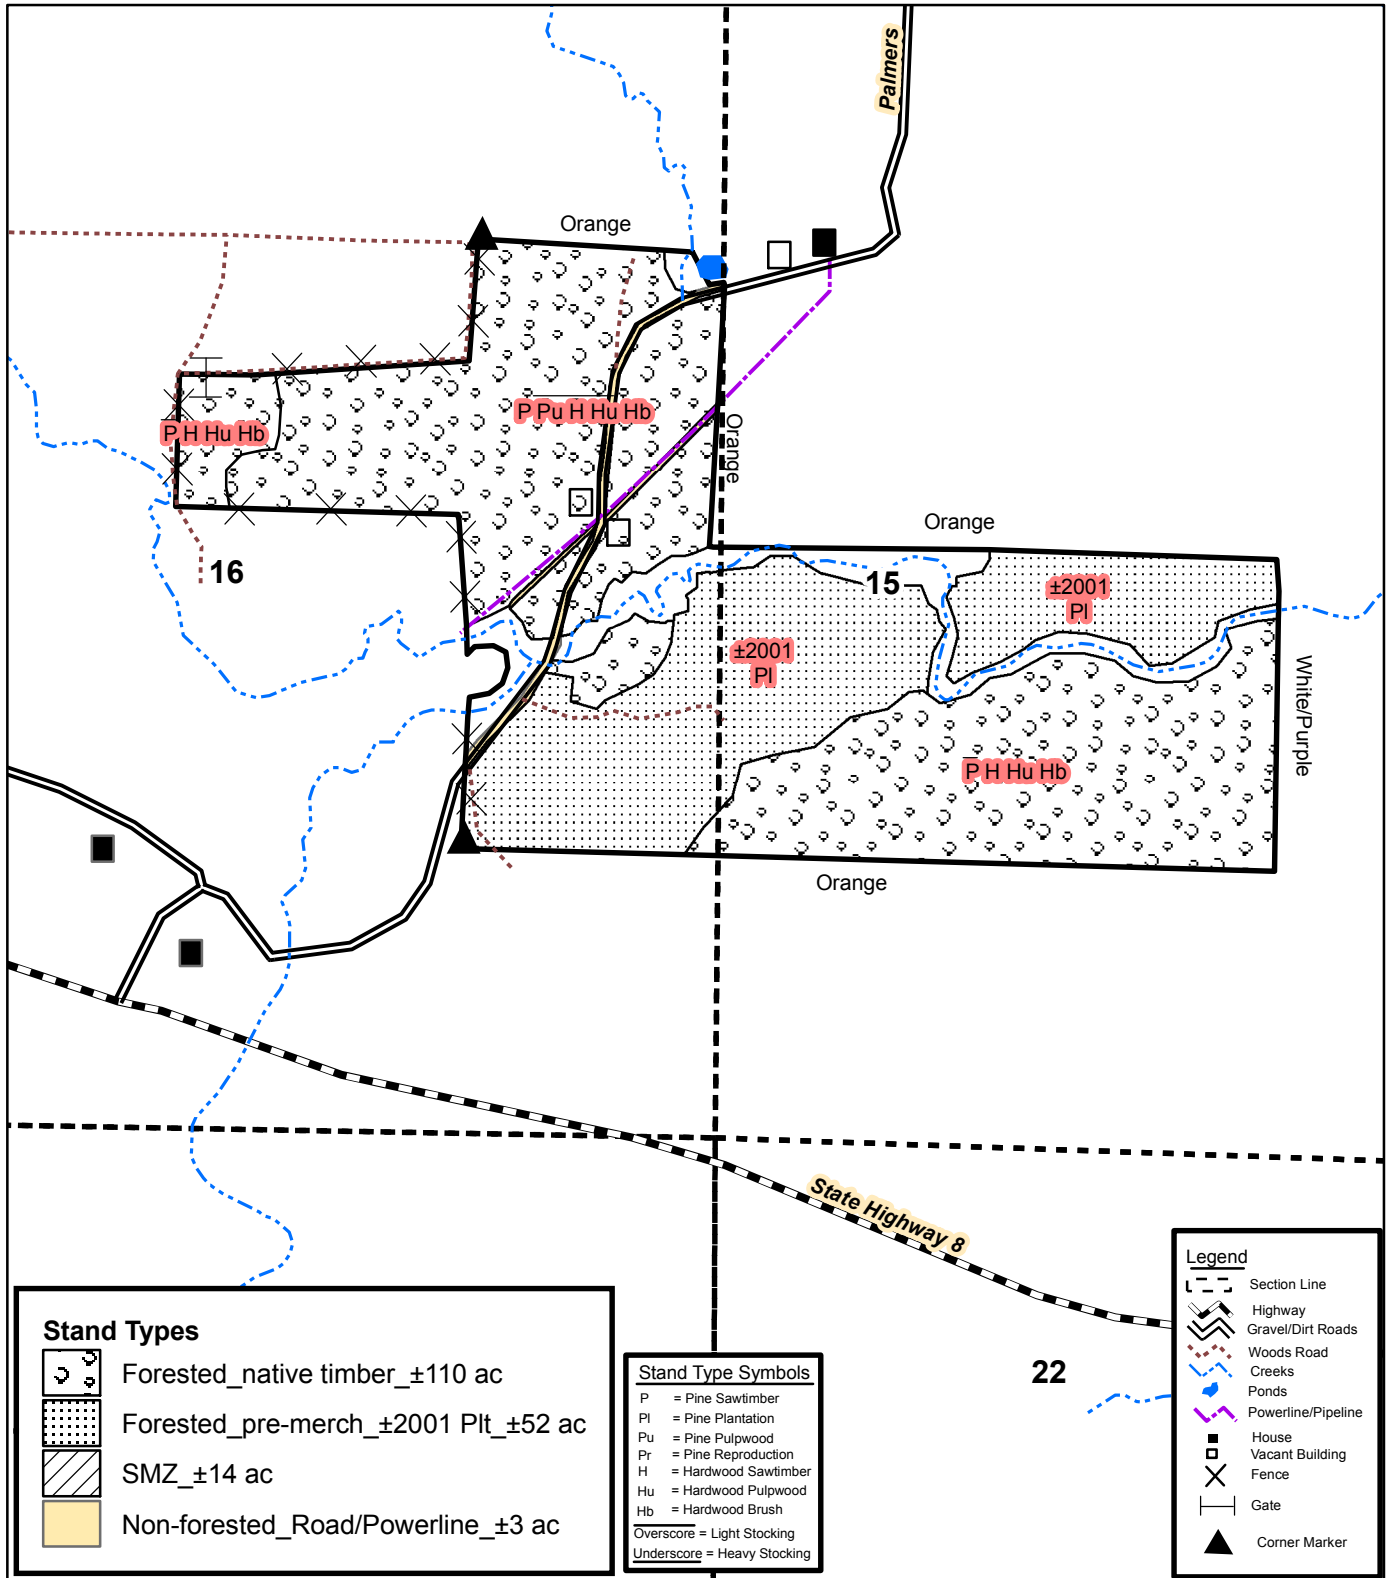 Palmers
Orange
P Pu H Hu Hb
P H Hu Hb
Orange
Orange
16
15
±2001
Pl
±2001
Pl
White/Purple
P H Hu Hb
Orange
State Highway 8
22
Stand Types
Forested_native timber_±110 ac
Forested_pre-merch_±2001 Plt_±52 ac
SMZ_±14 ac
Non-forested_Road/Powerline_±3 ac
Stand Type Symbols
P = Pine Sawtimber
Pl = Pine Plantation
Pu = Pine Pulpwood
Pr = Pine Reproduction
H = Hardwood Sawtimber
Hu = Hardwood Pulpwood
Hb = Hardwood Brush
Overscore = Light Stocking
Underscore = Heavy Stocking
Legend
Section Line
Highway
Gravel/Dirt Roads
Woods Road
Creeks
Ponds
Powerline/Pipeline
House
Vacant Building
Fence
Gate
Corner Marker